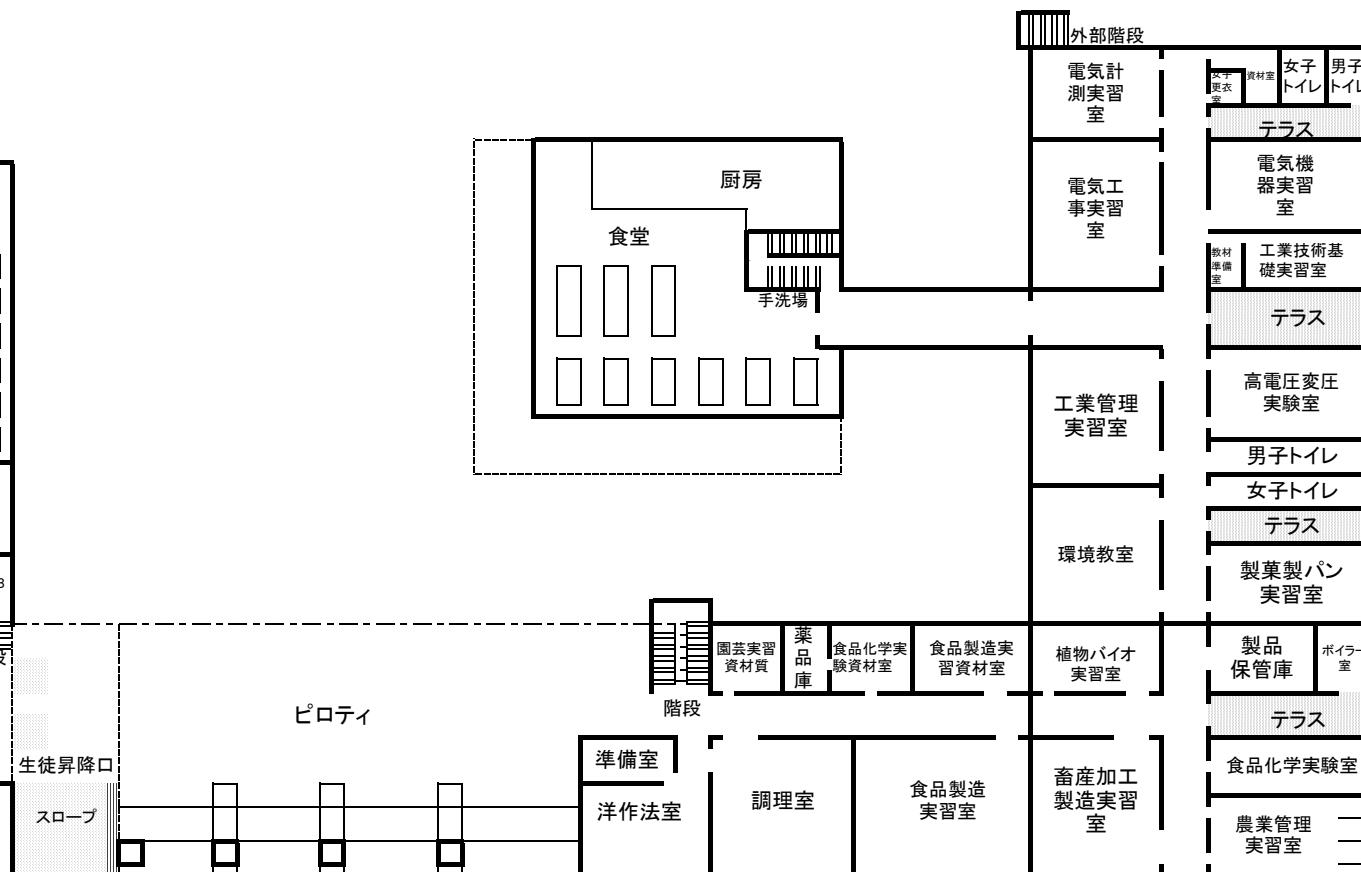 外部階段
電気計
測実習
室
女子
更衣
室
資材室
女子
トイレ
男子
トイレ
テラス
厨房
食堂
電気工
事実習
室
電気機
器実習
室
教材
準備
室
工業技術基
礎実習室
手洗場
テラス
高電圧変圧
実験室
工業管理
実習室
男子トイレ
女子トイレ
テラス
環境教室
製菓製パン
実習室
園芸実習
資材質
薬
品
庫
食品化学実
験資材室
食品製造実
習資材室
植物バイオ
実習室
製品
保管庫
ボイラー
室
階段
ピロティ
テラス
生徒昇降口
準備室
食品化学実験室
スロープ
洋作法室
調理室
食品製造
実習室
畜産加工
製造実習
室
農業管理
実習室